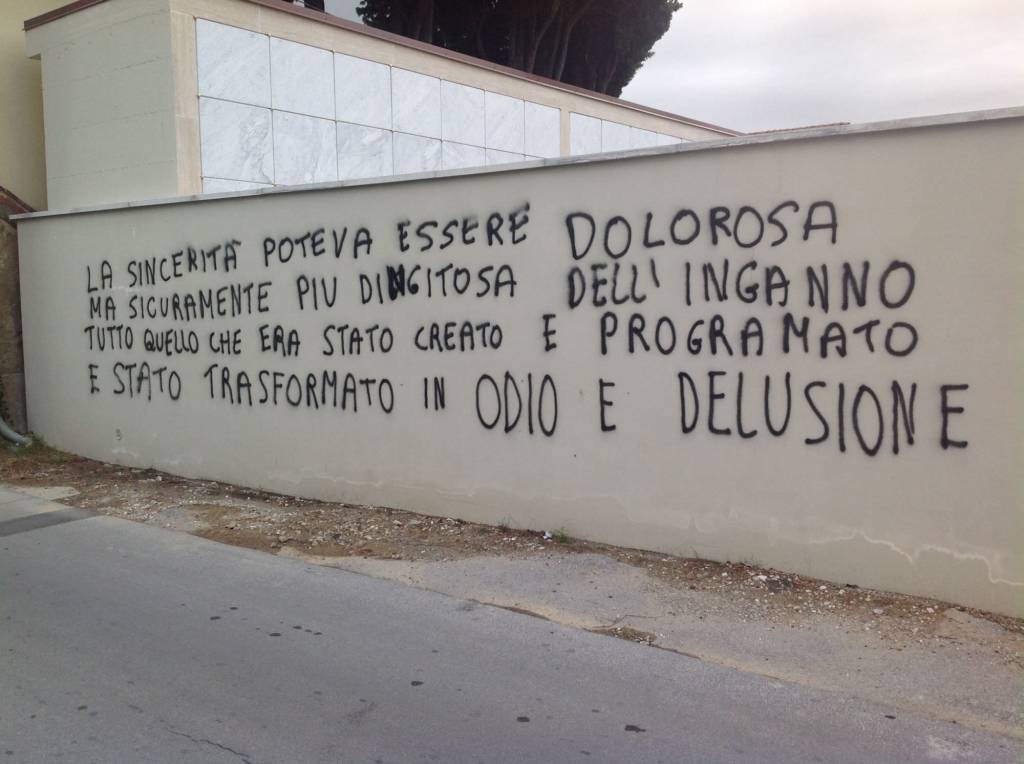 LA SINCERITÀ POTEVA ESSERE DOLOROSA
MA SICURAMENTE PIU DINGITOSA DELL' INGANNO
TUTTO QUELLO CHE ERA STATO CREATO E PROGRAMATO
E STATO TRASFORMATO IN ODIO E DELUSIONE